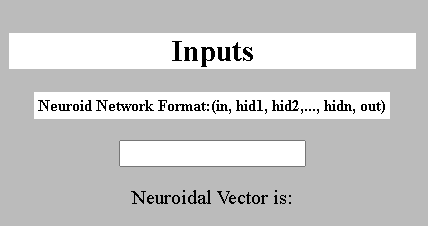 Inputs
Neuroid Network Format:(in, hid1, hid2,..., hidn, out)
Neuroidal Vector is: